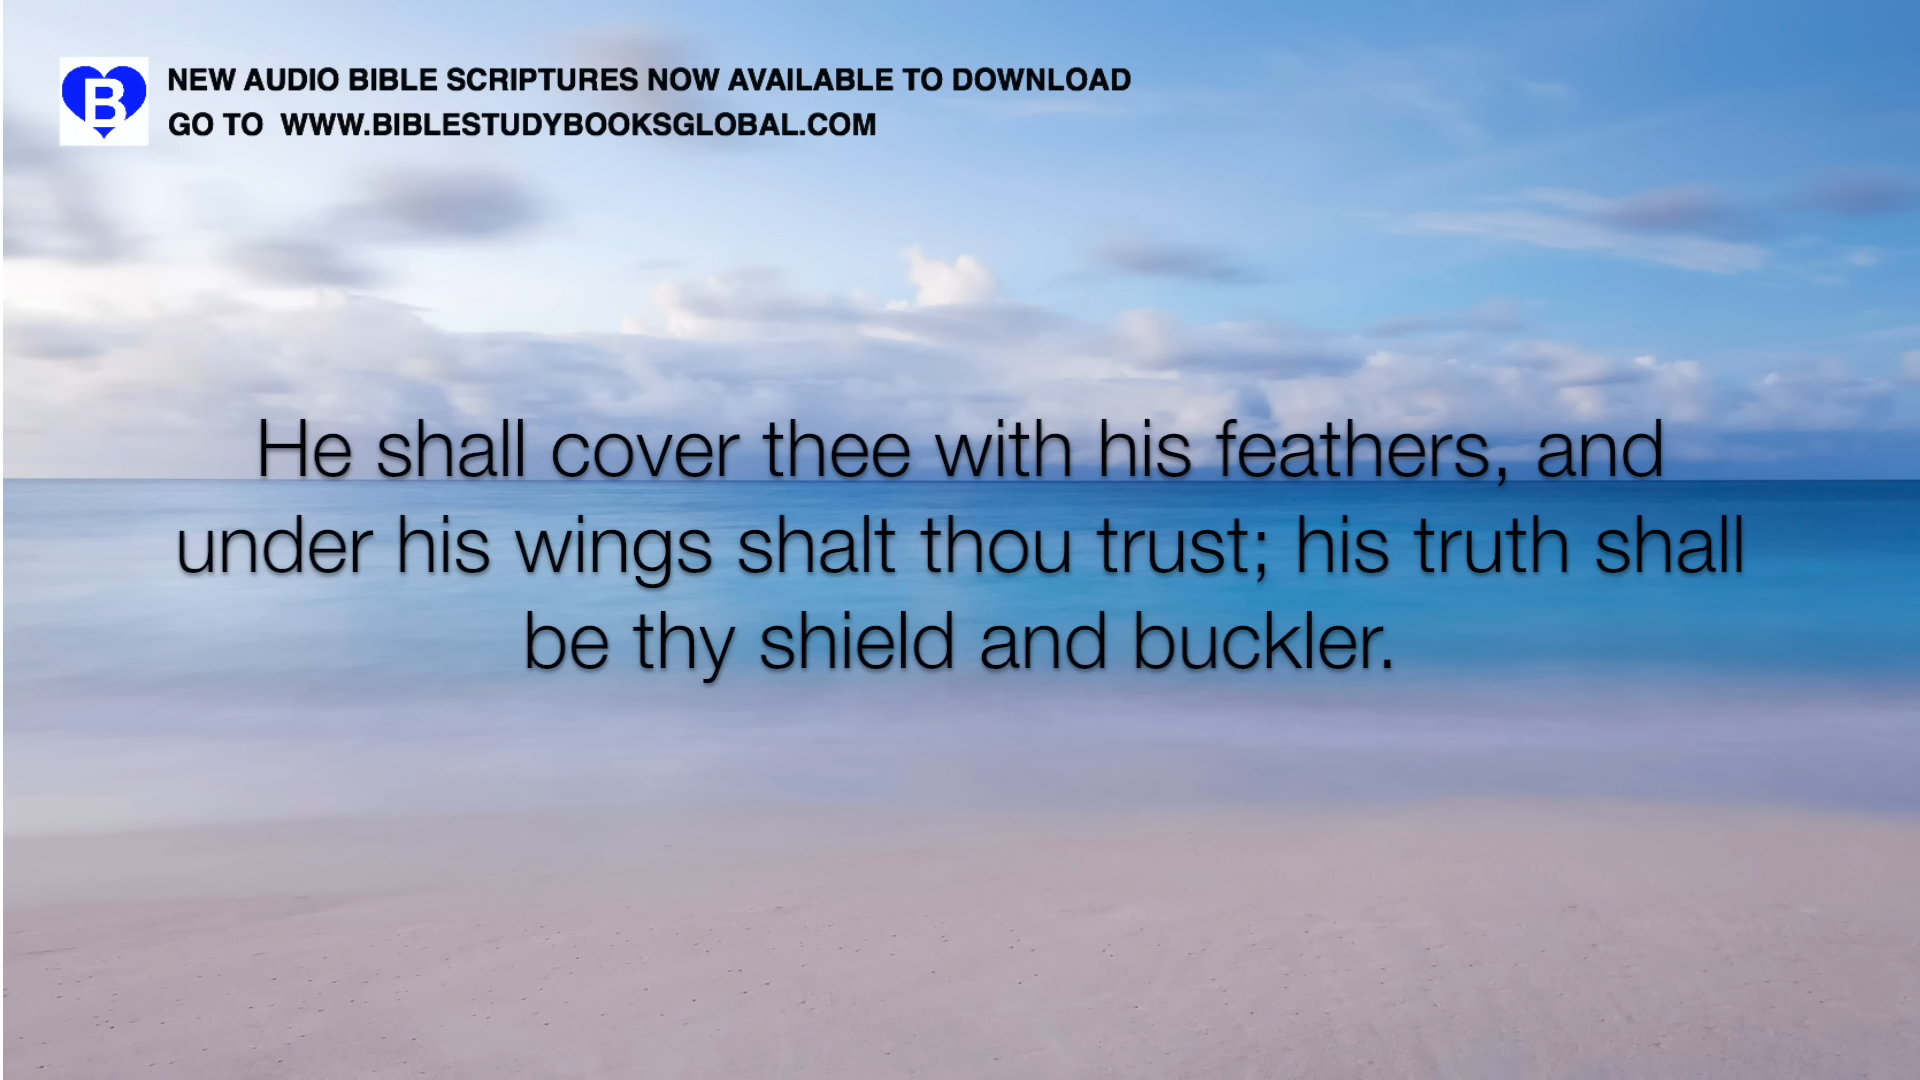 B
NEW AUDIO BIBLE SCRIPTURES NOW AVAILABLE TO DOWNLOAD
GO TO WWW.BIBLESTUDYBOOKSGLOBAL.COM
He shall cover thee with his feathers, and
under his wings shalt thou trust; his truth shall
be thy shield and buckler.